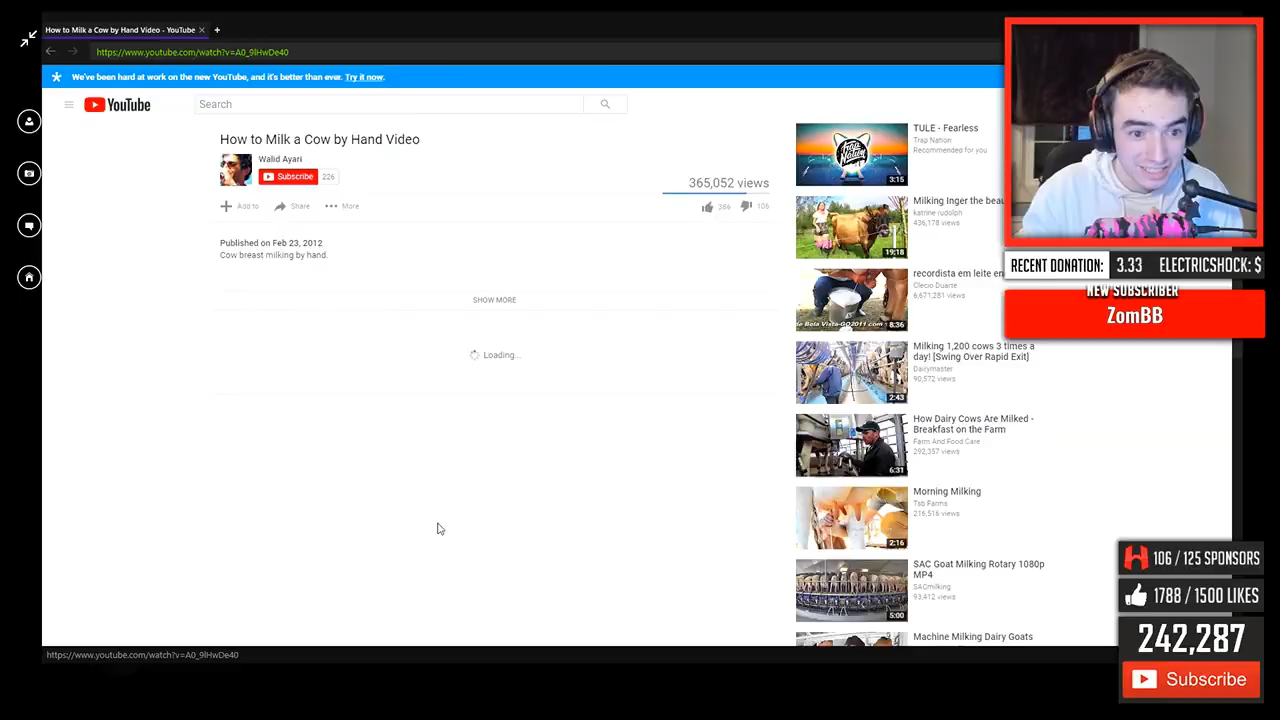 How to Milk a Cow by Hand Video - YouTube
https://www.youtube.com/watch?v=A0_9lHwDe40
We've been hard at work on the new YouTube, and it's better than ever. Try it now.
YouTube
Search
How to Milk a Cow by Hand Video
Walid Ayari
Subscribe 226
365,052 views
Add to Share More
386 106
Published on Feb 23, 2012
Cow breast milking by hand.
SHOW MORE
Loading...
TULE - Fearless
Trap Nation
Recommended for you
3:15
Milking Inger the beau
katrine rudolph
436,178 views
19:18
recordista em leite en
Clecio Duarte
6,671,281 views
de Bela Vista-GO2011.com
8:36
Milking 1,200 cows 3 times a
day! [Swing Over Rapid Exit]
Dairymaster
90,572 views
2:43
How Dairy Cows Are Milked -
Breakfast on the Farm
Farm And Food Care
292,357 views
6:31
Morning Milking
Tsb Farms
216,516 views
2:16
SAC Goat Milking Rotary 1080p
MP4
SACmilking
93,412 views
5:00
Machine Milking Dairy Goats
https://www.youtube.com/watch?v=A0_9lHwDe40
RECENT DONATION: 3.33 ELECTRICSHOCK: $
NEW SUBSCRIBER
ZomBB
106 / 125 SPONSORS
1788 / 1500 LIKES
242,287
Subscribe